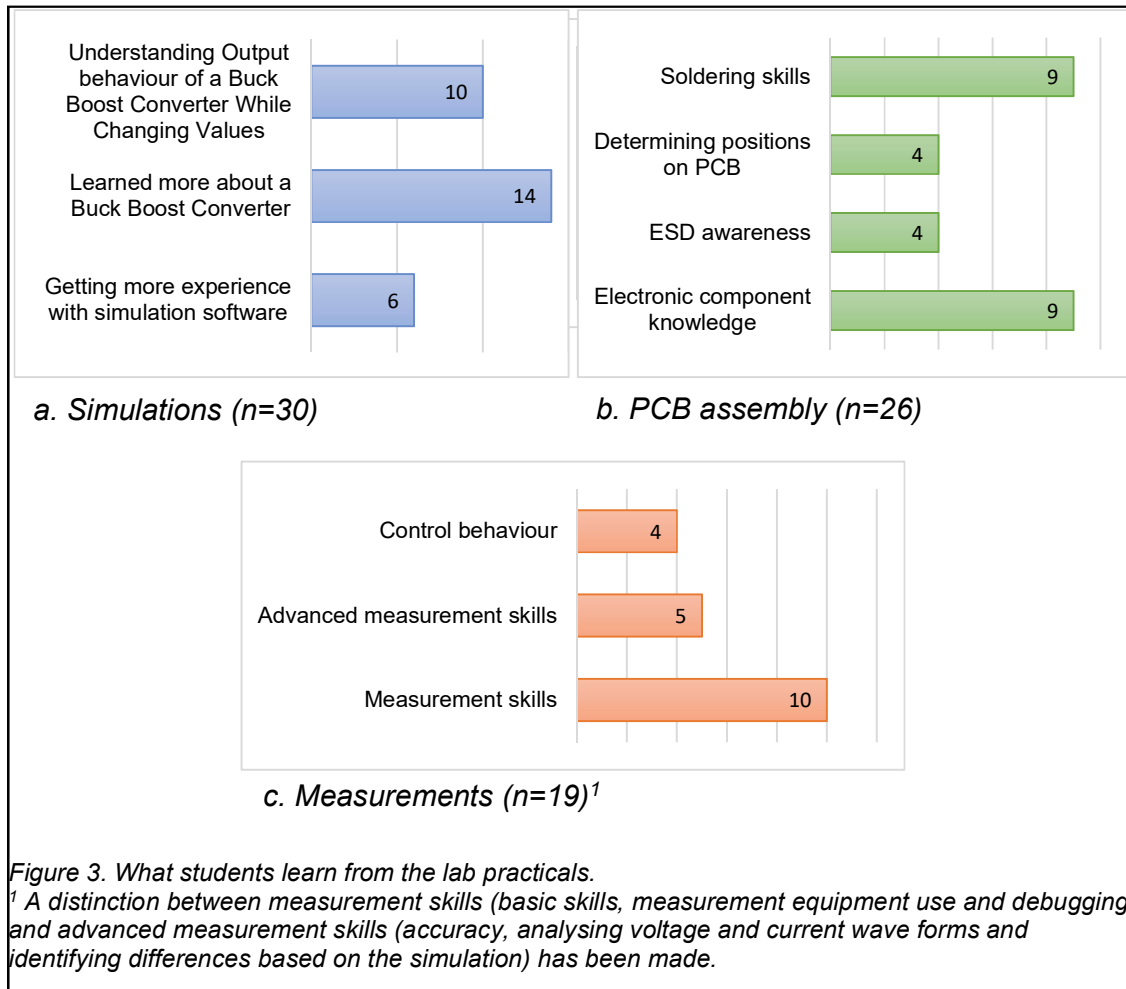 Understanding Output
behaviour of a Buck
Boost Converter While
Changing Values
10
Learned more about a
Buck Boost Converter
14
Getting more experience
with simulation software
6
a. Simulations (n=30)
Soldering skills
9
Determining positions
on PCB
4
ESD awareness
4
Electronic component
knowledge
9
b. PCB assembly (n=26)
Control behaviour
4
Advanced measurement skills
5
Measurement skills
10
c. Measurements (n=19)¹
Figure 3. What students learn from the lab practicals.
¹ A distinction between measurement skills (basic skills, measurement equipment use and debugging
and advanced measurement skills (accuracy, analysing voltage and current wave forms and
identifying differences based on the simulation) has been made.